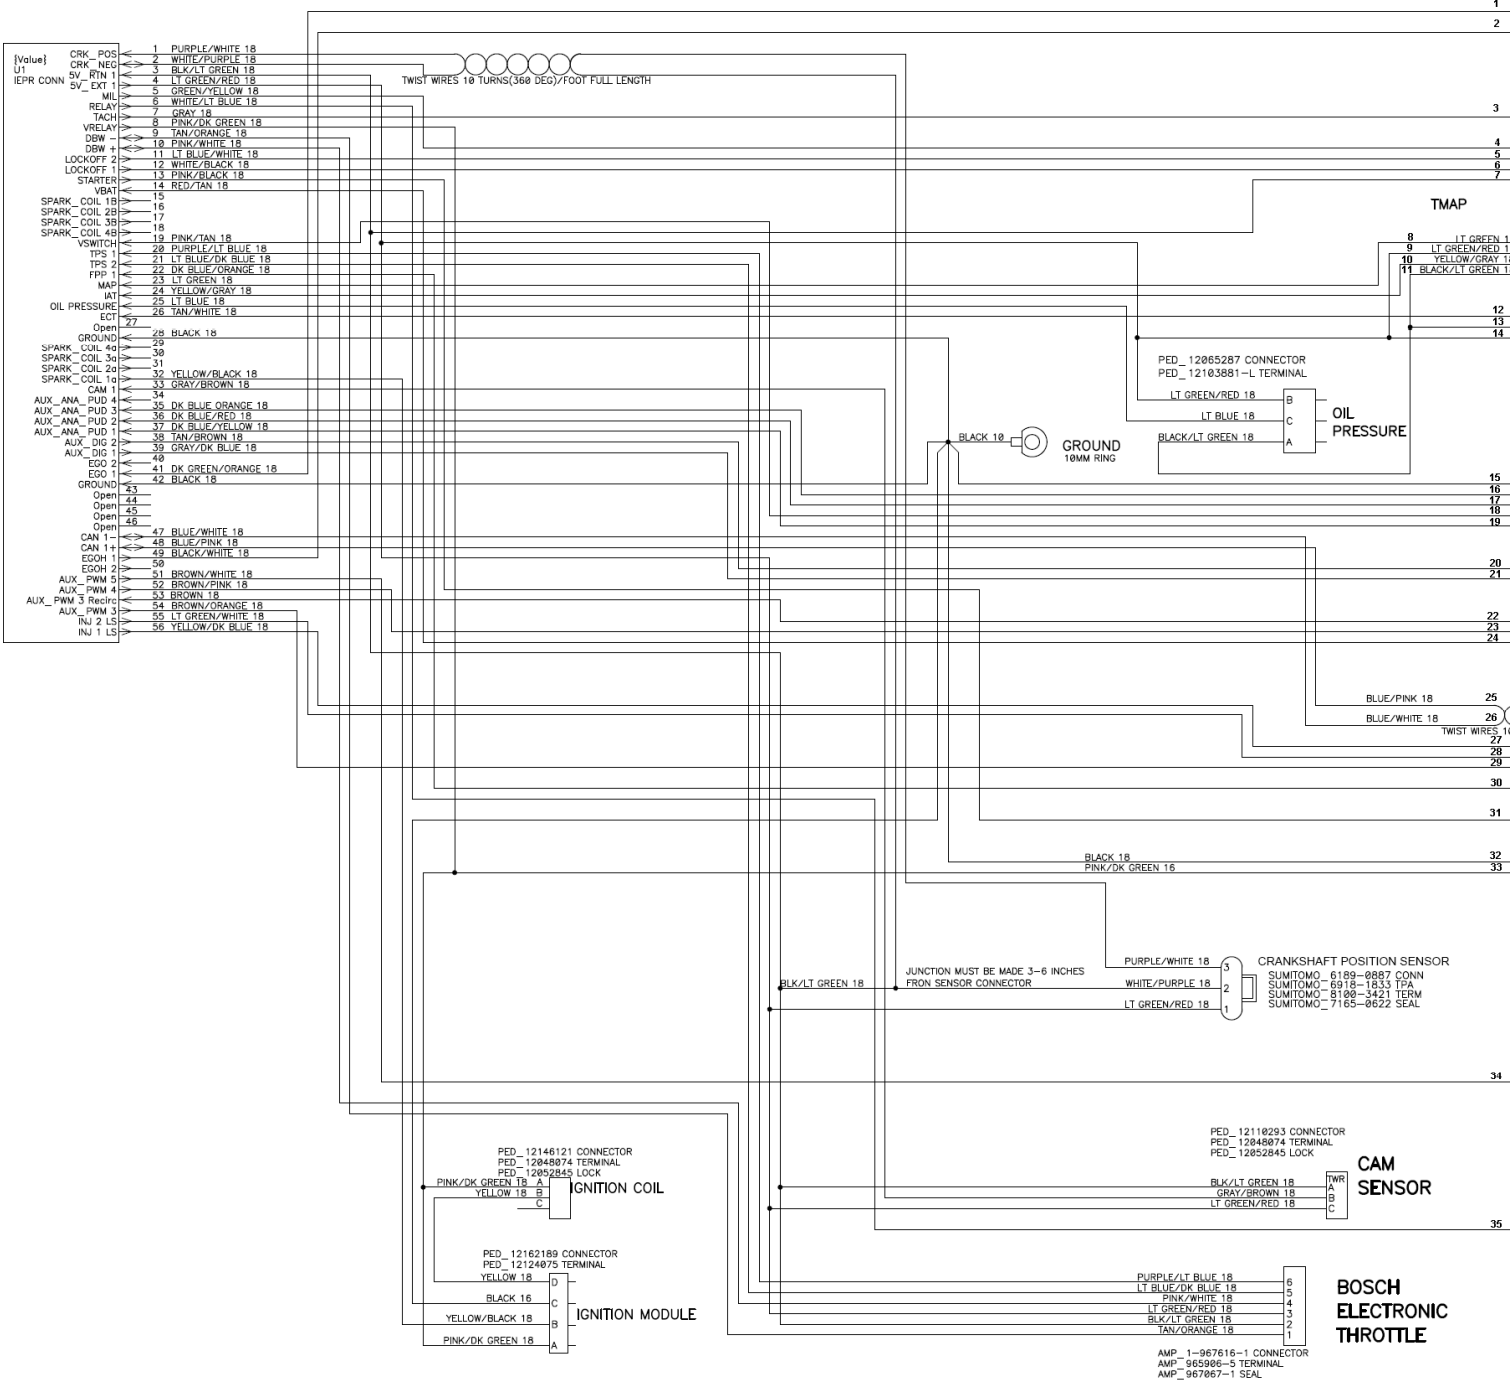 1
2
{Value}
U1
IEPR CONN
CRK_POS 1 PURPLE/WHITE 18
CRK_NEG 2 WHITE/PURPLE 18
5V_RTN 1 3 BLK/LT GREEN 18
5V_EXT 1 4 LT GREEN/RED 18
MIL 5 GREEN/YELLOW 18
RELAY 6 WHITE/LT BLUE 18
TACH 7 GRAY 18
VRELAY 8 PINK/DK GREEN 18
DBW - 9 TAN/ORANGE 18
DBW + 10 PINK/WHITE 18
LOCKOFF 2 11 LT BLUE/WHITE 18
LOCKOFF 1 12 WHITE/BLACK 18
STARTER 13 PINK/BLACK 18
VBAT 14 RED/TAN 18
SPARK_COIL 1B 15
SPARK_COIL 2B 16
SPARK_COIL 3B 17
SPARK_COIL 4B 18
VSWITCH 19 PINK/TAN 18
TPS 1 20 PURPLE/LT BLUE 18
TPS 2 21 LT BLUE/DK BLUE 18
FPP 1 22 DK BLUE/ORANGE 18
MAP 23 LT GREEN 18
IAT 24 YELLOW/GRAY 18
OIL PRESSURE 25 LT BLUE 18
ECT 26 TAN/WHITE 18
Open 27
GROUND 28 BLACK 18
SPARK_COIL 4a 29
SPARK_COIL 3a 30
SPARK_COIL 2a 31
SPARK_COIL 1a 32 YELLOW/BLACK 18
CAM 1 33 GRAY/BROWN 18
AUX_ANA_PUD 4 34
AUX_ANA_PUD 3 35 DK BLUE ORANGE 18
AUX_ANA_PUD 2 36 DK BLUE/RED 18
AUX_ANA_PUD 1 37 DK BLUE/YELLOW 18
AUX_DIG 2 38 TAN/BROWN 18
AUX_DIG 1 39 GRAY/DK BLUE 18
EGO 2 40
EGO 1 41 DK GREEN/ORANGE 18
GROUND 42 BLACK 18
Open 43
Open 44
Open 45
Open 46
CAN 1- 47 BLUE/WHITE 18
CAN 1+ 48 BLUE/PINK 18
EGOH 1 49 BLACK/WHITE 18
EGOH 2 50
AUX_PWM 5 51 BROWN/WHITE 18
AUX_PWM 4 52 BROWN/PINK 18
AUX_PWM 3 Recirc 53 BROWN 18
AUX_PWM 3 54 BROWN/ORANGE 18
INJ 2 LS 55 LT GREEN/WHITE 18
INJ 1 LS 56 YELLOW/DK BLUE 18
TWIST WIRES 10 TURNS(360 DEG)/FOOT FULL LENGTH
3
4
5
6
7
TMAP
8 LT GREEN 1
9 LT GREEN/RED 1
10 YELLOW/GRAY 18
11 BLACK/LT GREEN 18
12
13
14
PED_12065287 CONNECTOR
PED_12103881-L TERMINAL
LT GREEN/RED 18 B
LT BLUE 18 C
BLACK/LT GREEN 18 A
OIL
PRESSURE
BLACK 10
GROUND
10MM RING
15
16
17
18
19
20
21
22
23
24
BLUE/PINK 18 25
BLUE/WHITE 18 26
TWIST WIRES 10
27
28
29
30
31
BLACK 18 32
PINK/DK GREEN 16 33
BLK/LT GREEN 18
JUNCTION MUST BE MADE 3-6 INCHES
FRON SENSOR CONNECTOR
PURPLE/WHITE 18 3
WHITE/PURPLE 18 2
LT GREEN/RED 18 1
CRANKSHAFT POSITION SENSOR
SUMITOMO_6189-0887 CONN
SUMITOMO_6918-1833 TPA
SUMITOMO_8100-3421 TERM
SUMITOMO_7165-0622 SEAL
34
PED_12110293 CONNECTOR
PED_12048074 TERMINAL
PED_12052845 LOCK
TWR
BLK/LT GREEN 18 A
GRAY/BROWN 18 B
LT GREEN/RED 18 C
CAM
SENSOR
35
PED_12146121 CONNECTOR
PED_12048074 TERMINAL
PED_12052845 LOCK
PINK/DK GREEN 18 A
YELLOW 18 B
C
IGNITION COIL
PED_12162189 CONNECTOR
PED_12124075 TERMINAL
YELLOW 18 D
BLACK 16 C
YELLOW/BLACK 18 B
PINK/DK GREEN 18 A
IGNITION MODULE
PURPLE/LT BLUE 18 6
LT BLUE/DK BLUE 18 5
PINK/WHITE 18 4
LT GREEN/RED 18 3
BLK/LT GREEN 18 2
TAN/ORANGE 18 1
BOSCH
ELECTRONIC
THROTTLE
AMP_1-967616-1 CONNECTOR
AMP_965906-5 TERMINAL
AMP_967067-1 SEAL